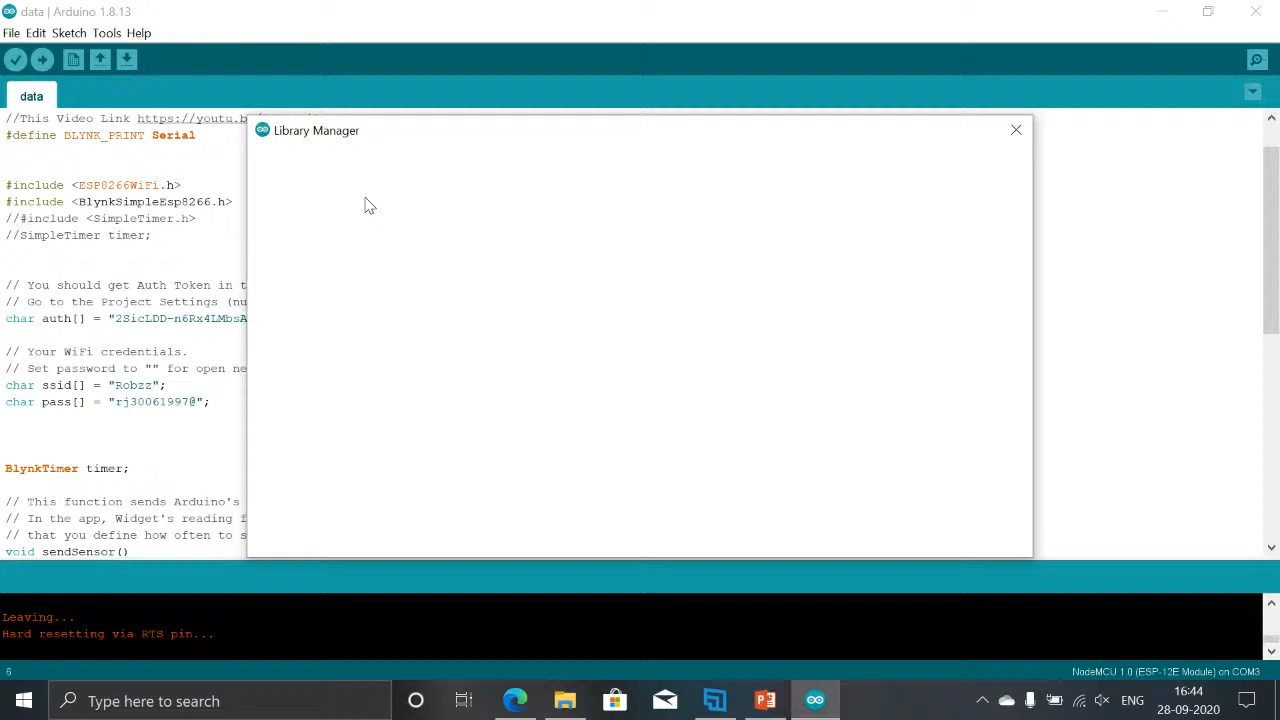 data | Arduino 1.8.13
File Edit Sketch Tools Help
data
//This Video Link https://youtu.b
#define BLYNK_PRINT Serial
Library Manager
#include <ESP8266WiFi.h>
#include <BlynkSimpleEsp8266.h>
//#include <SimpleTimer.h>
//SimpleTimer timer;
// You should get Auth Token in t
// Go to the Project Settings (nu
char auth[] = "2SicLDD-n6Rx4LMbsA
// Your WiFi credentials.
// Set password to "" for open ne
char ssid[] = "Robzz";
char pass[] = "rj30061997@";
BlynkTimer timer;
// This function sends Arduino's
// In the app, Widget's reading f
// that you define how often to s
void sendSensor()
Leaving...
Hard resetting via RTS pin...
6
NodeMCU 1.0 (ESP-12E Module) on COM3
Type here to search
ENG
16:44
28-09-2020